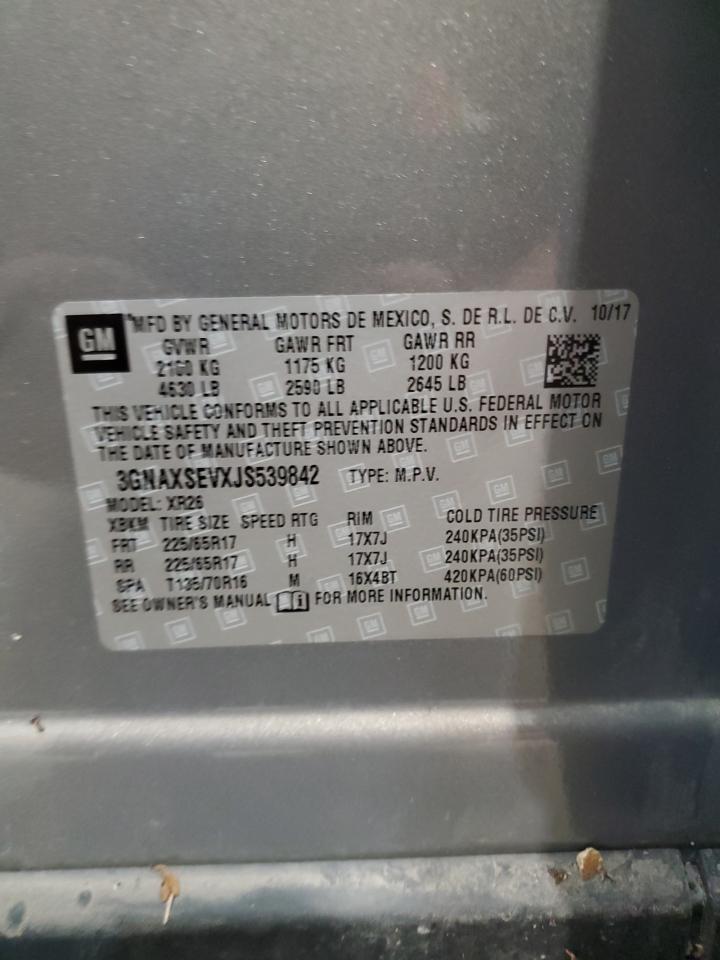 GM
MFD BY GENERAL MOTORS DE MEXICO, S. DE R.L. DE C.V. 10/17
GVWR GAWR FRT GAWR RR
2100 KG 1175 KG 1200 KG
4630 LB 2590 LB 2645 LB
THIS VEHICLE CONFORMS TO ALL APPLICABLE U.S. FEDERAL MOTOR
VEHICLE SAFETY AND THEFT PREVENTION STANDARDS IN EFFECT ON
THE DATE OF MANUFACTURE SHOWN ABOVE.
3GNAXSEVXJS539842 TYPE: M.P.V.
MODEL: XR26
XBKM TIRE SIZE SPEED RTG RIM COLD TIRE PRESSURE
FRT 225/65R17 H 17X7J 240KPA(35PSI)
RR 225/65R17 H 17X7J 240KPA(35PSI)
SPA T135/70R16 M 16X4BT 420KPA(60PSI)
SEE OWNER'S MANUAL i FOR MORE INFORMATION.